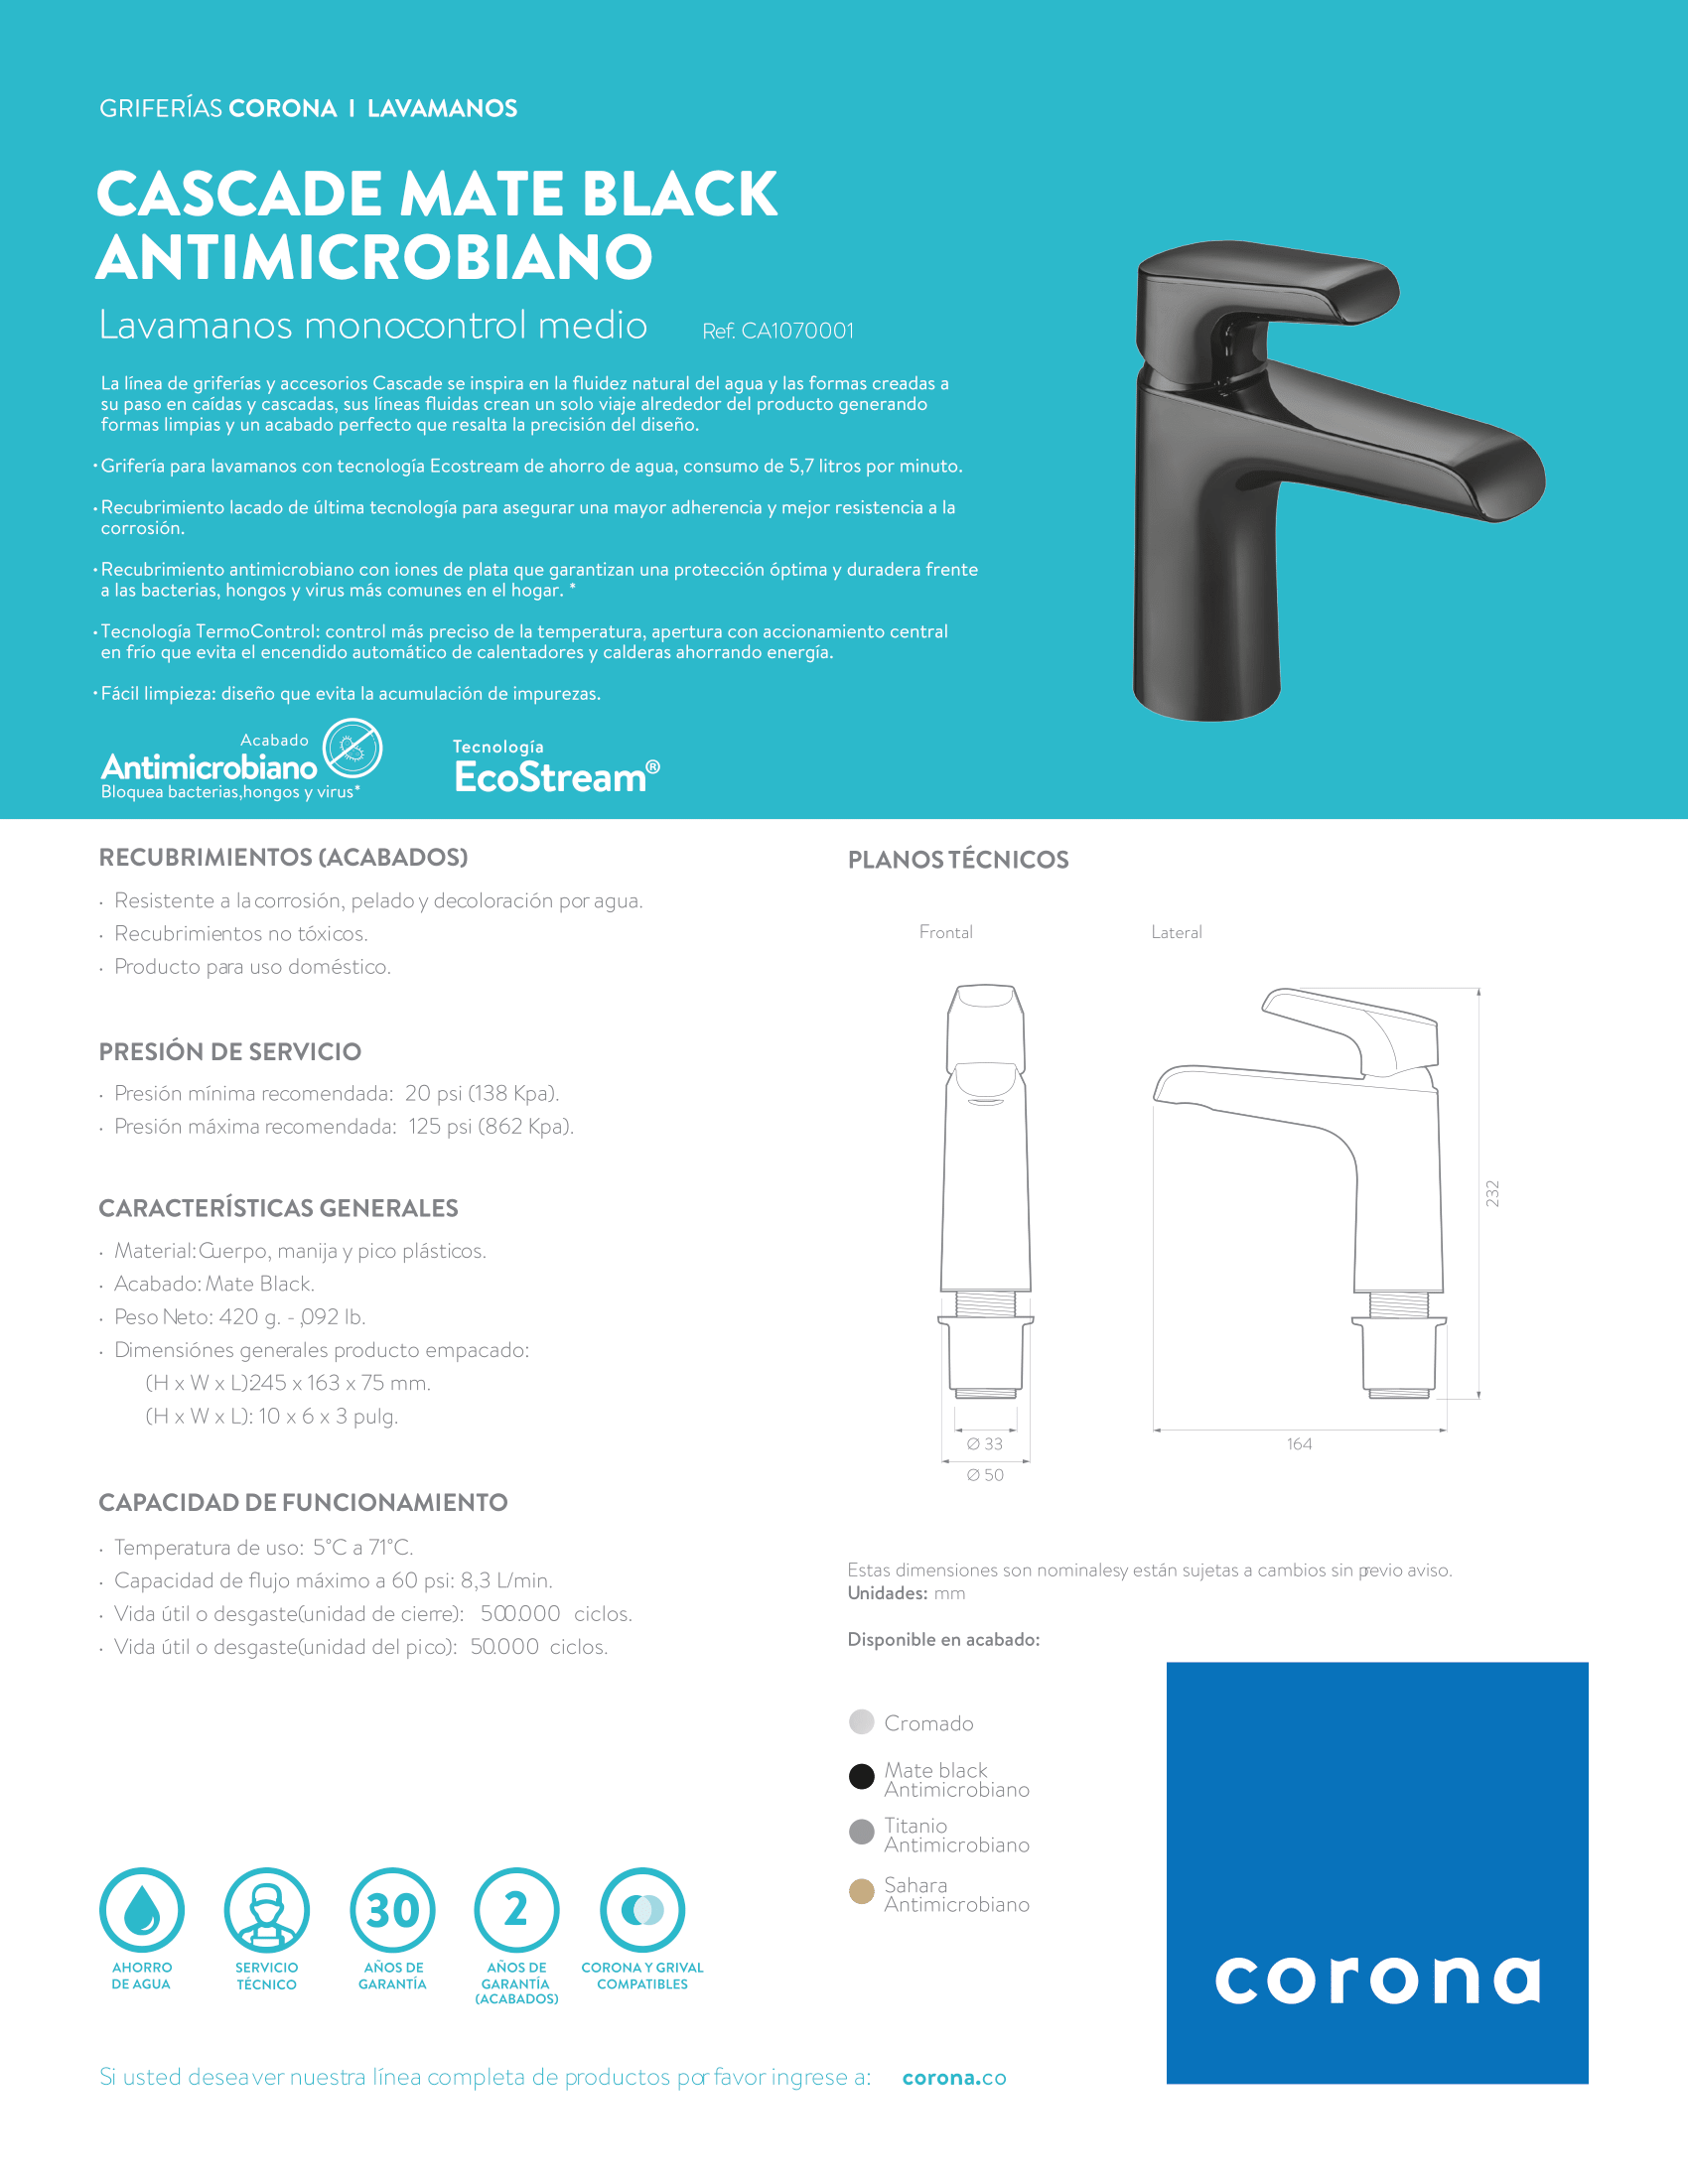 GRIFERÍAS CORONA I LAVAMANOS
CASCADE MATE BLACK
ANTIMICROBIANO
Lavamanos monocontrol medio Ref. CA1070001
La línea de griferías y accesorios Cascade se inspira en la fluidez natural del agua y las formas creadas a
su paso en caídas y cascadas, sus líneas fluidas crean un solo viaje alrededor del producto generando
formas limpias y un acabado perfecto que resalta la precisión del diseño.
· Grifería para lavamanos con tecnología Ecostream de ahorro de agua, consumo de 5,7 litros por minuto.
· Recubrimiento lacado de última tecnología para asegurar una mayor adherencia y mejor resistencia a la
corrosión.
· Recubrimiento antimicrobiano con iones de plata que garantizan una protección óptima y duradera frente
a las bacterias, hongos y virus más comunes en el hogar. *
· Tecnología TermoControl: control más preciso de la temperatura, apertura con accionamiento central
en frío que evita el encendido automático de calentadores y calderas ahorrando energía.
· Fácil limpieza: diseño que evita la acumulación de impurezas.
Acabado
Antimicrobiano
Bloquea bacterias,hongos y virus*
Tecnología
EcoStream®
RECUBRIMIENTOS (ACABADOS)
· Resistente a la corrosión, pelado y decoloración por agua.
· Recubrimientos no tóxicos.
· Producto para uso doméstico.
PRESIÓN DE SERVICIO
· Presión mínima recomendada: 20 psi (138 Kpa).
· Presión máxima recomendada: 125 psi (862 Kpa).
CARACTERÍSTICAS GENERALES
· Material: Cuerpo, manija y pico plásticos.
· Acabado: Mate Black.
· Peso Neto: 420 g. - ,092 lb.
· Dimensiónes generales producto empacado:
(H x W x L):245 x 163 x 75 mm.
(H x W x L): 10 x 6 x 3 pulg.
CAPACIDAD DE FUNCIONAMIENTO
· Temperatura de uso: 5°C a 71°C.
· Capacidad de flujo máximo a 60 psi: 8,3 L/min.
· Vida útil o desgaste(unidad de cierre): 500.000 ciclos.
· Vida útil o desgaste(unidad del pico): 50.000 ciclos.
PLANOS TÉCNICOS
Frontal
Lateral
232
Ø 33
Ø 50
164
Estas dimensiones son nominalesy están sujetas a cambios sin previo aviso.
Unidades: mm
Disponible en acabado:
Cromado
Mate black
Antimicrobiano
Titanio
Antimicrobiano
Sahara
Antimicrobiano
AHORRO
DE AGUA
SERVICIO
TÉCNICO
30
AÑOS DE
GARANTÍA
2
AÑOS DE
GARANTÍA
(ACABADOS)
CORONA Y GRIVAL
COMPATIBLES
corona
Si usted desea ver nuestra línea completa de productos por favor ingrese a: corona.co